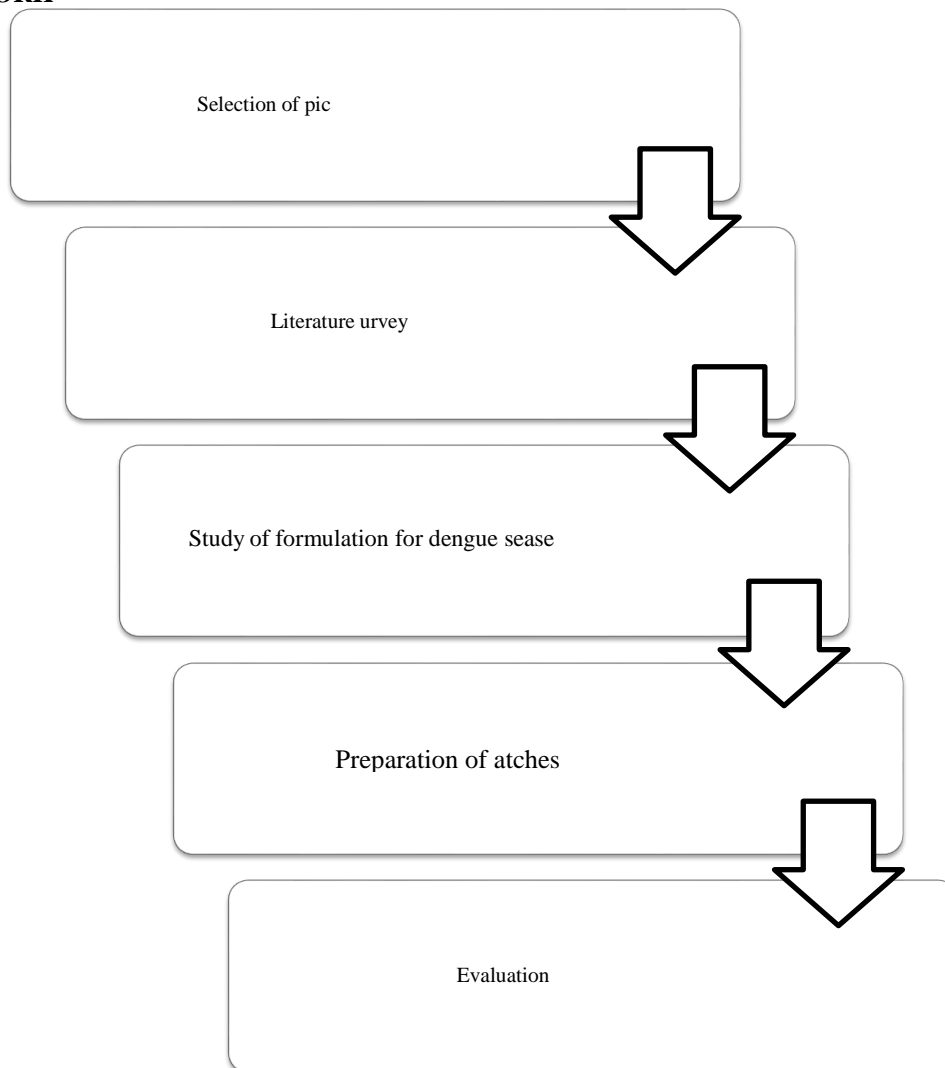 Selection of pic
Literature urvey
Study of formulation for dengue sease
Preparation of atches
Evaluation